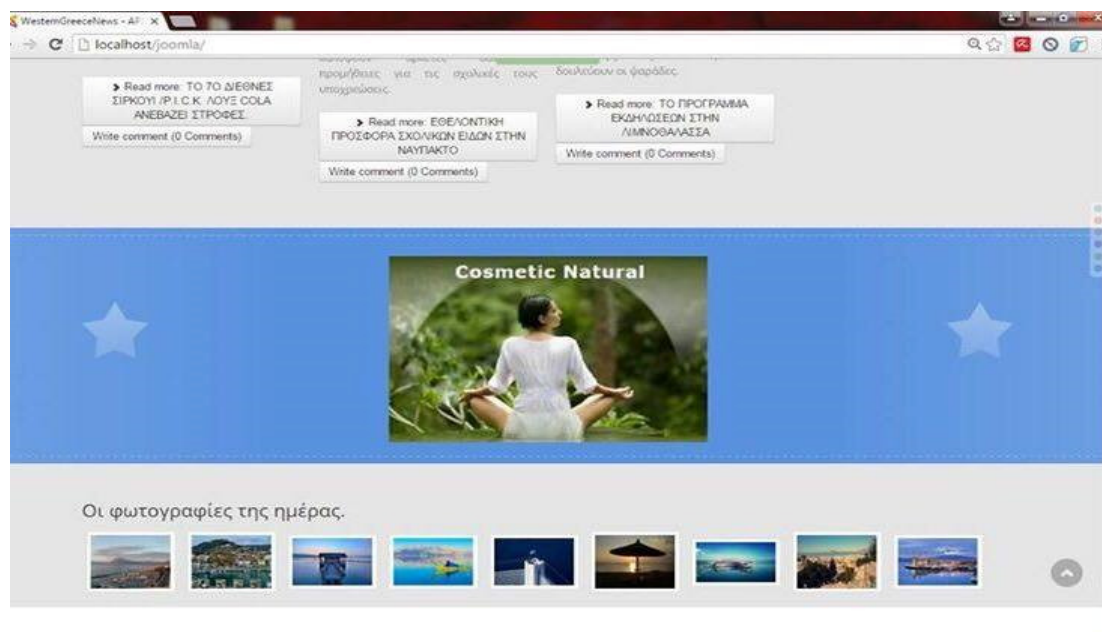 WesternGreeceNews - ΑΡ
localhost/joomla/
προμήθειες για τις σχολικές τους
υποχρεώσεις.
δουλεύουν οι ψαράδες.
Read more: ΤΟ 7Ο ΔΙΕΘΝΕΣ
ΣΙΡΚΟΥΙ /P.I.C.K. ΛΟΥΞ COLA
ΑΝΕΒΑΖΕΙ ΣΤΡΟΦΕΣ.
Write comment (0 Comments)
Read more: ΕΘΕΛΟΝΤΙΚΗ
ΠΡΟΣΦΟΡΑ ΣΧΟΛΙΚΩΝ ΕΙΔΩΝ ΣΤΗΝ
ΝΑΥΠΑΚΤΟ
Write comment (0 Comments)
Read more: ΤΟ ΠΡΟΓΡΑΜΜΑ
ΕΚΔΗΛΩΣΕΩΝ ΣΤΗΝ
ΛΙΜΝΟΘΑΛΑΣΣΑ
Write comment (0 Comments)
Cosmetic Natural
Οι φωτογραφίες της ημέρας.